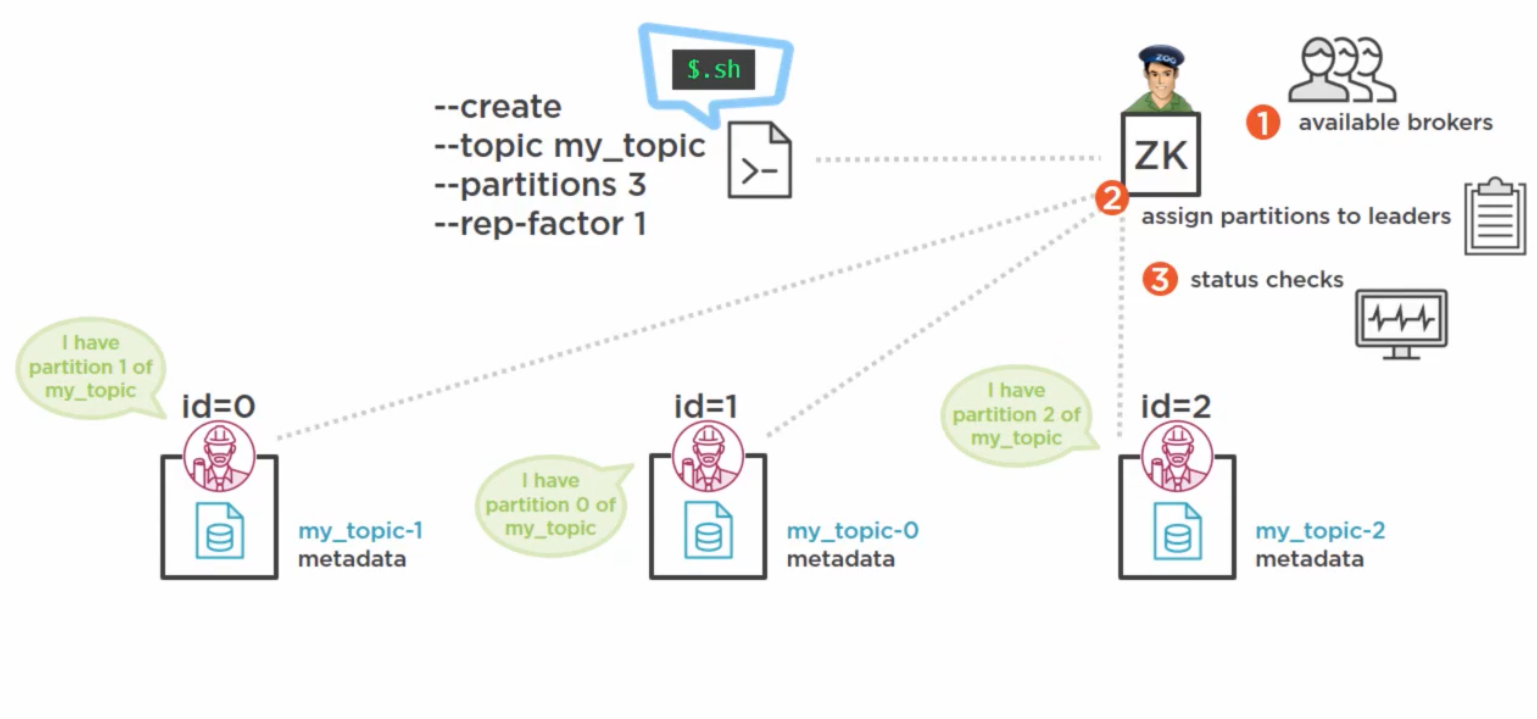 $.sh
--create
--topic my_topic
--partitions 3
--rep-factor 1
ZOO
ZK
1 available brokers
2 assign partitions to leaders
3 status checks
I have
partition 1 of
my_topic
id=0
my_topic-1
metadata
I have
partition 0 of
my_topic
id=1
my_topic-0
metadata
I have
partition 2 of
my_topic
id=2
my_topic-2
metadata